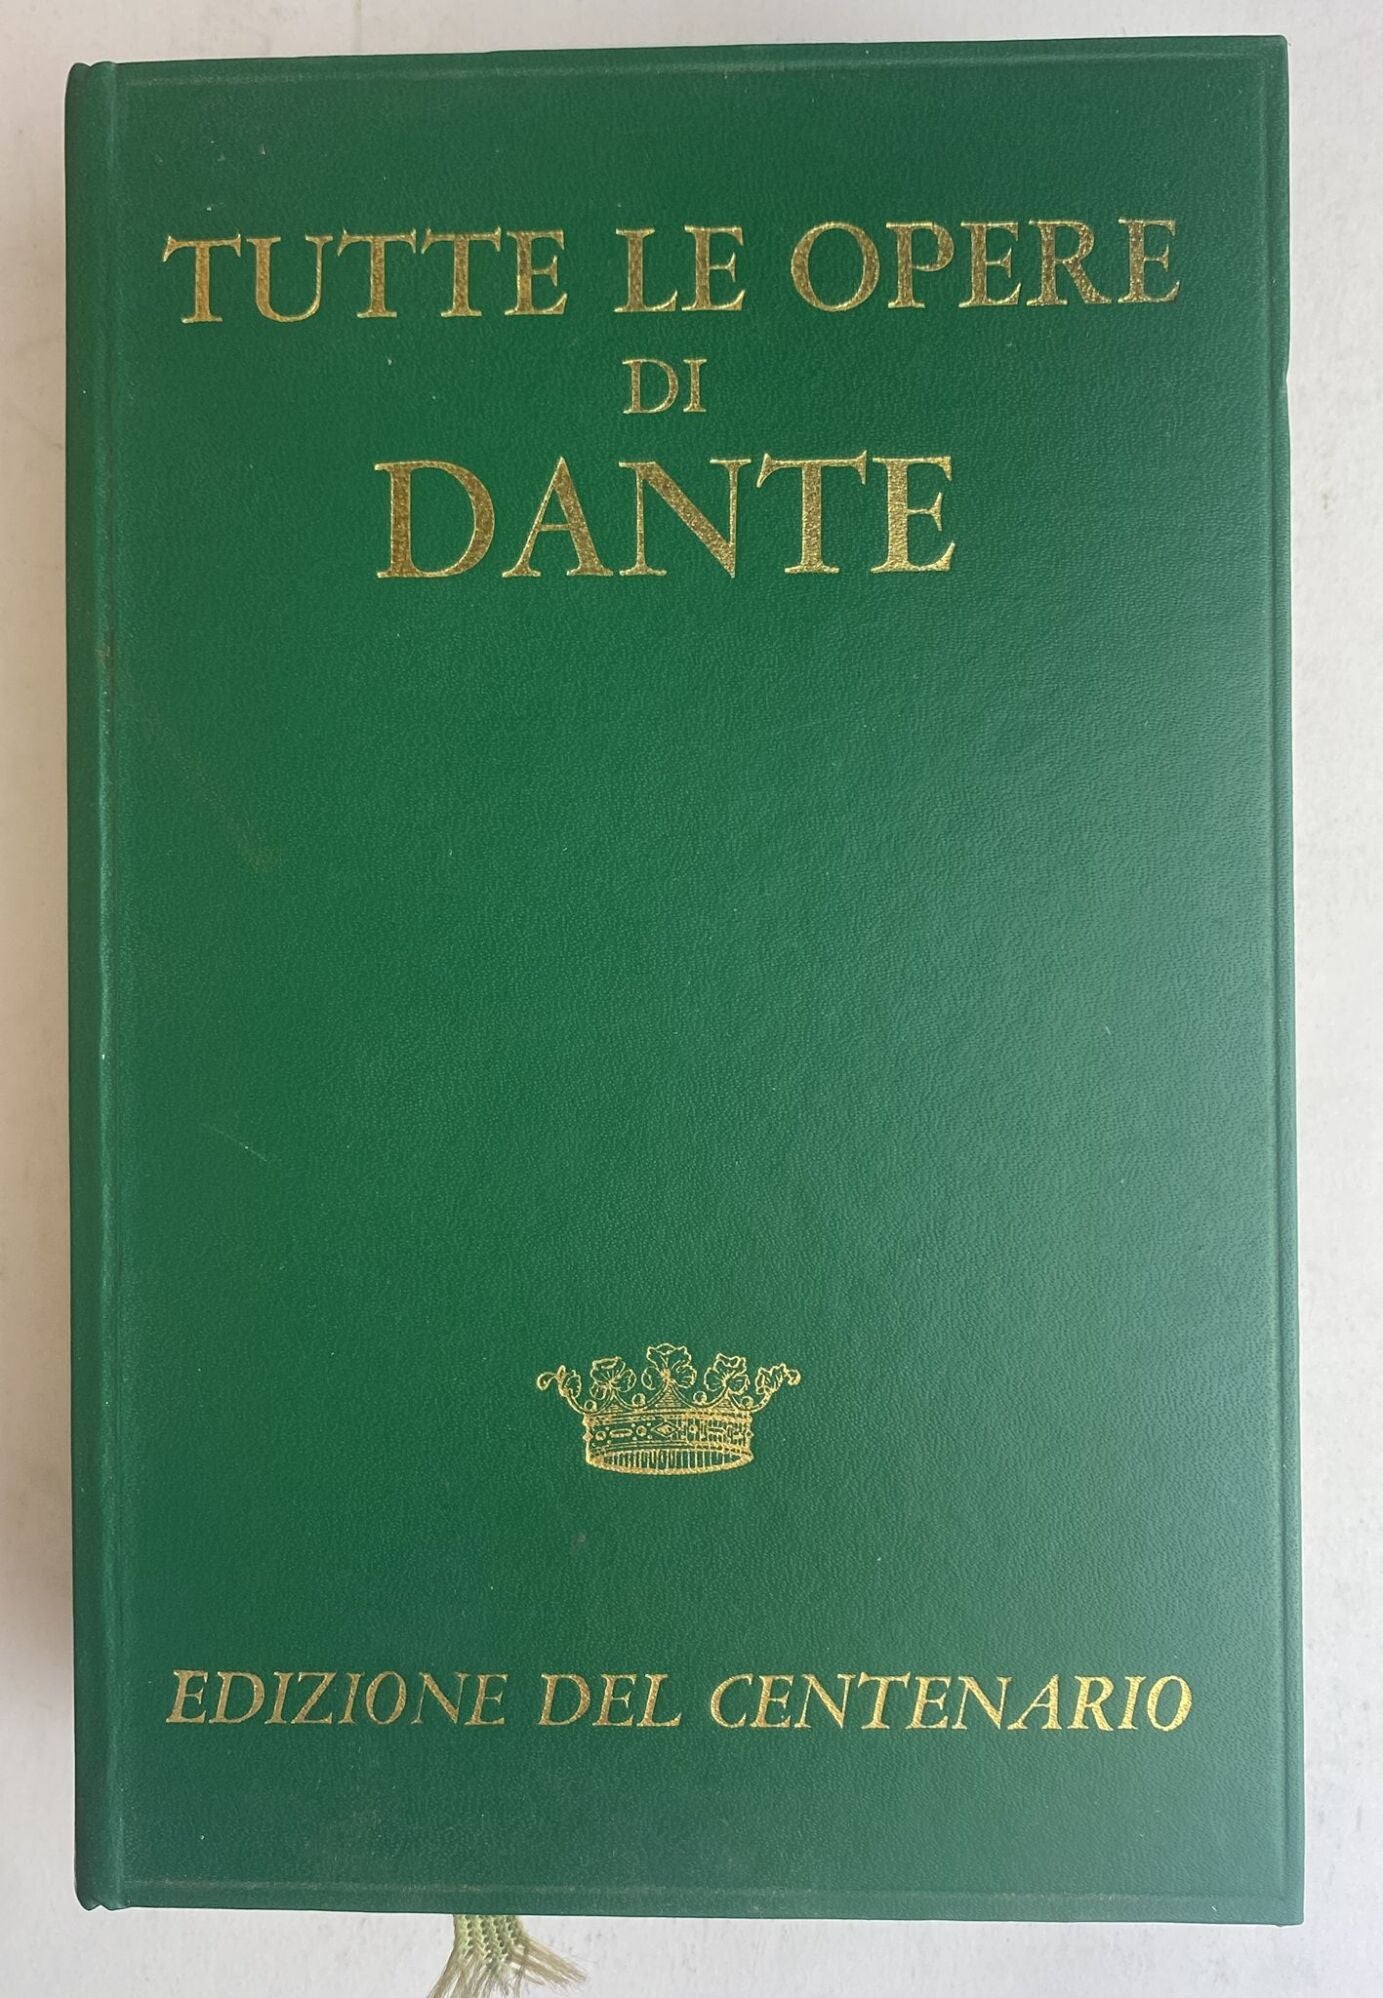 TUTTE LE OPERE
DI
DANTE
EDIZIONE DEL CENTENARIO